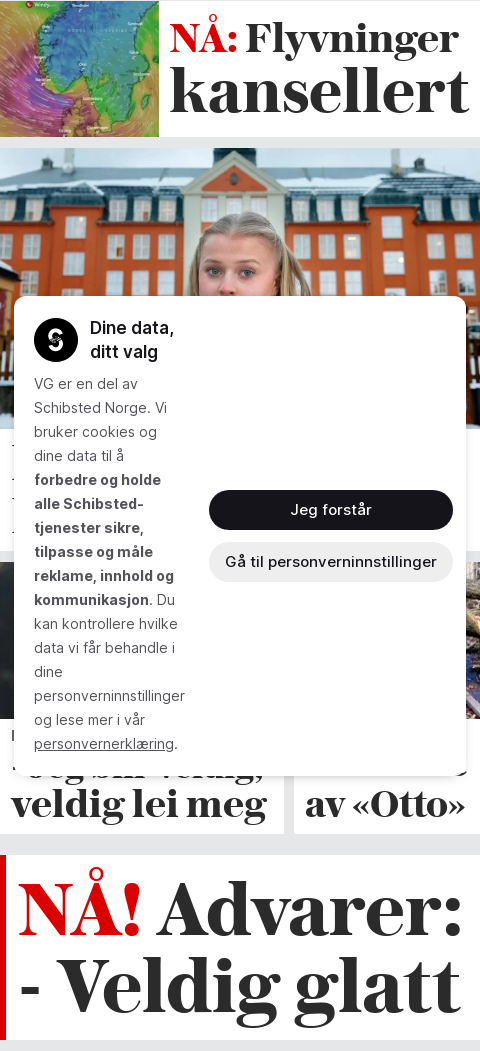 NÅ: Flyvninger
kansellert
Dine data,
ditt valg
VG er en del av
Schibsted Norge. Vi
bruker cookies og
dine data til å
forbedre og holde
alle Schibsted-
tjenester sikre,
tilpasse og måle
reklame, innhold og
kommunikasjon. Du
kan kontrollere hvilke
data vi får behandle i
dine
personverninnstillinger
og lese mer i vår
personvernerklæring.
Jeg forstår
Gå til personverninnstillinger
veldig lei meg
av «Otto»
NÅ! Advarer:
- Veldig glatt